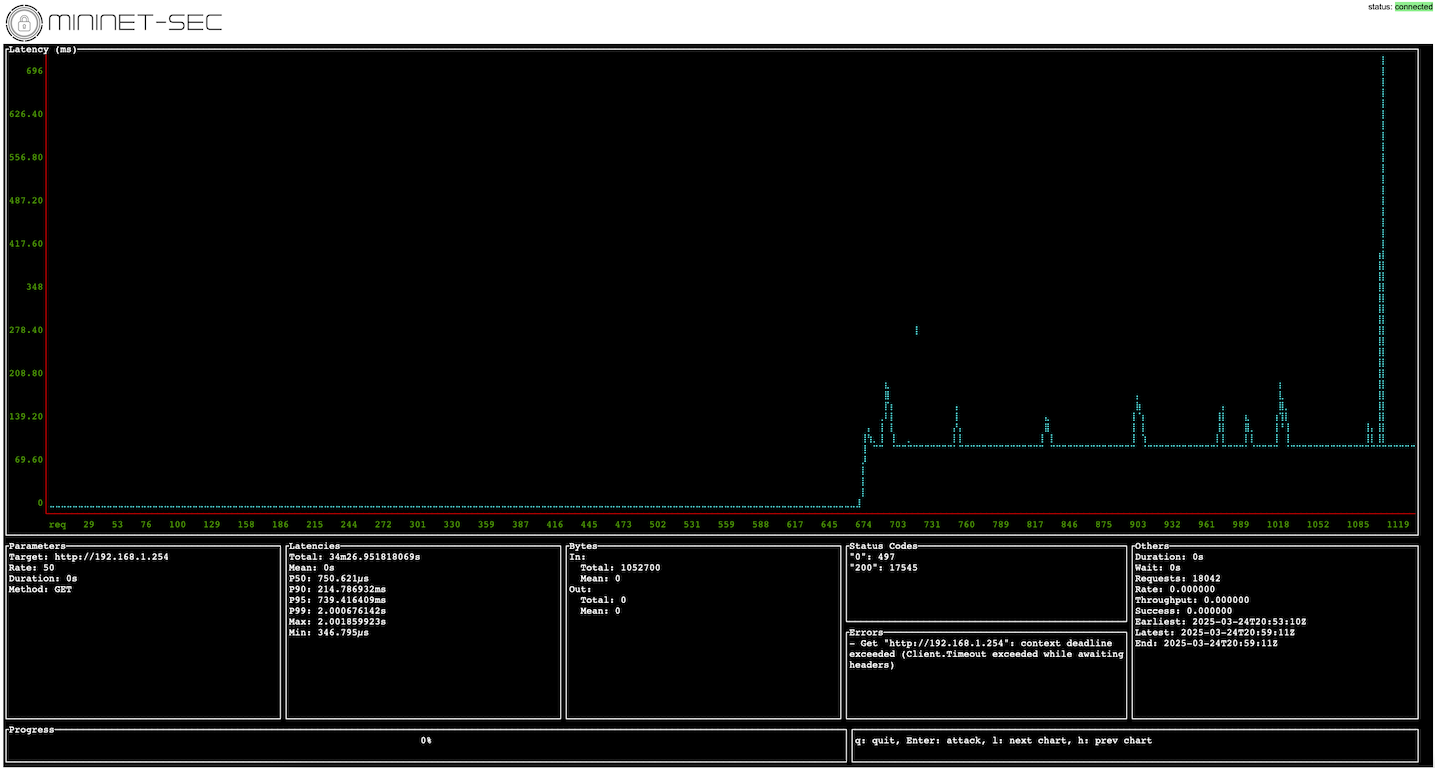 MININET-SEC
status: connected
Latency (ms)
696
626.40
556.80
487.20
417.60
348
278.40
208.80
139.20
69.60
0
req 29 53 76 100 129 158 186 215 244 272 301 330 359 387 416 445 473 502 531 559 588 617 645 674 703 731 760 789 817 846 875 903 932 961 989 1018 1052 1085 1119
Parameters
Target: http://192.168.1.254
Rate: 50
Duration: 0s
Method: GET
Latencies
Total: 34m26.951818069s
Mean: 0s
P50: 750.621µs
P90: 214.786932ms
P95: 739.416409ms
P99: 2.000676142s
Max: 2.001859923s
Min: 346.795µs
Bytes
In:
Total: 1052700
Mean: 0
Out:
Total: 0
Mean: 0
Status Codes
"0": 497
"200": 17545
Errors
- Get "http://192.168.1.254": context deadline
exceeded (Client.Timeout exceeded while awaiting
headers)
Others
Duration: 0s
Wait: 0s
Requests: 18042
Rate: 0.000000
Throughput: 0.000000
Success: 0.000000
Earliest: 2025-03-24T20:53:10Z
Latest: 2025-03-24T20:59:11Z
End: 2025-03-24T20:59:11Z
Progress
0%
q: quit, Enter: attack, l: next chart, h: prev chart